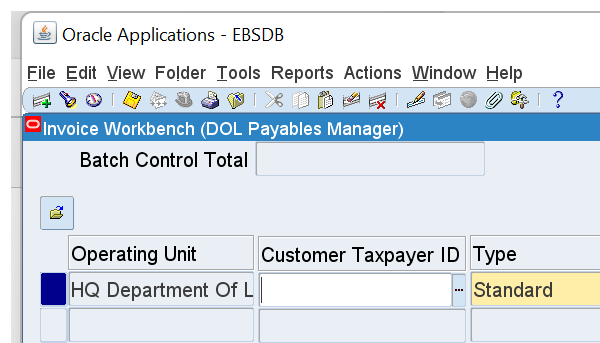 Oracle Applications - EBSDB
File Edit View Folder Tools Reports Actions Window Help
Invoice Workbench (DOL Payables Manager)
Batch Control Total
Operating Unit Customer Taxpayer ID Type
HQ Department Of L ... Standard